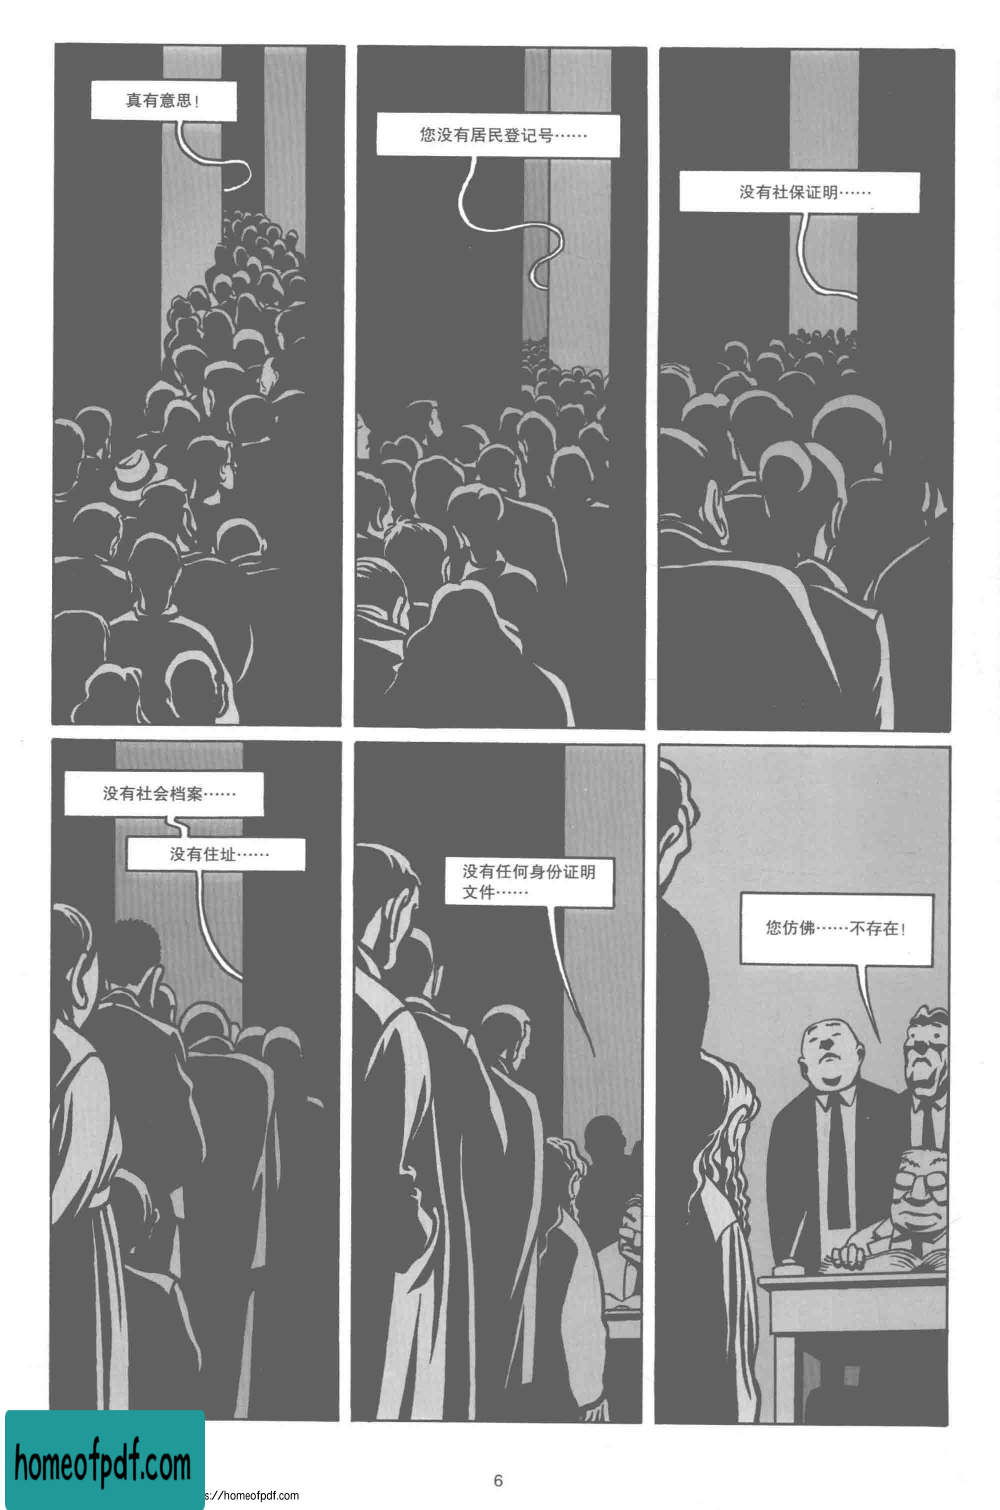 真有意思！
您没有居民登记号……
没有社保证明……
没有社会档案……
没有住址……
没有任何身份证明
文件……
您仿佛……不存在！
homeofpdf.com
s://homeofpdf.com
6